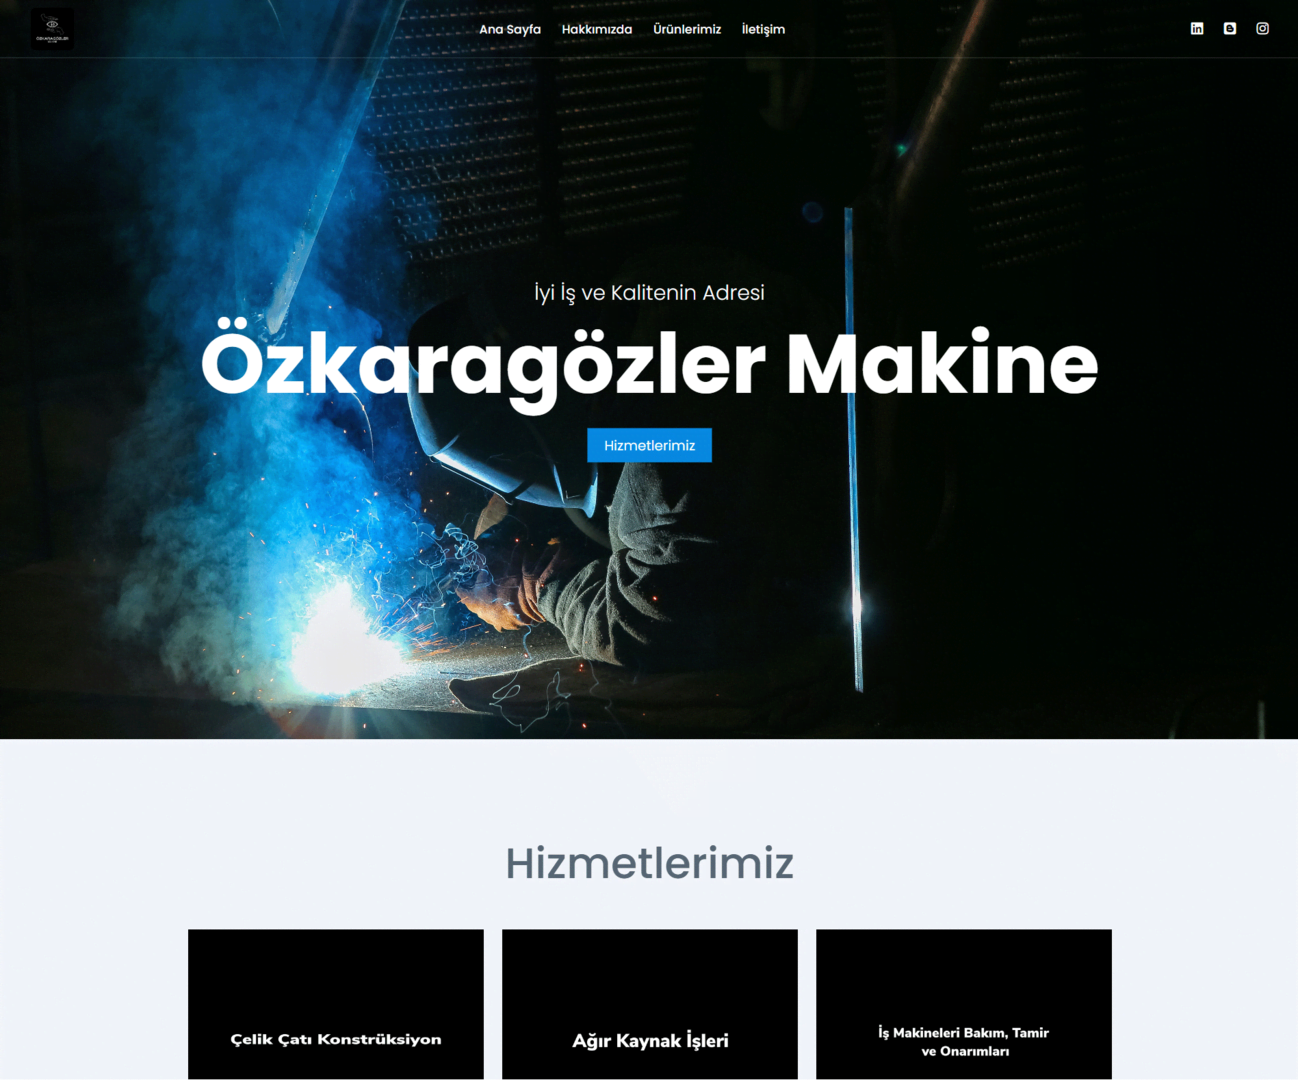 ÖZKARAGÖZLER
Ana Sayfa
Hakkımızda
Ürünlerimiz
İletişim
İyi İş ve Kalitenin Adresi
Özkaragözler Makine
Hizmetlerimiz
Hizmetlerimiz
Çelik Çatı Konstrüksiyon
Ağır Kaynak İşleri
İş Makineleri Bakım, Tamir
ve Onarımları